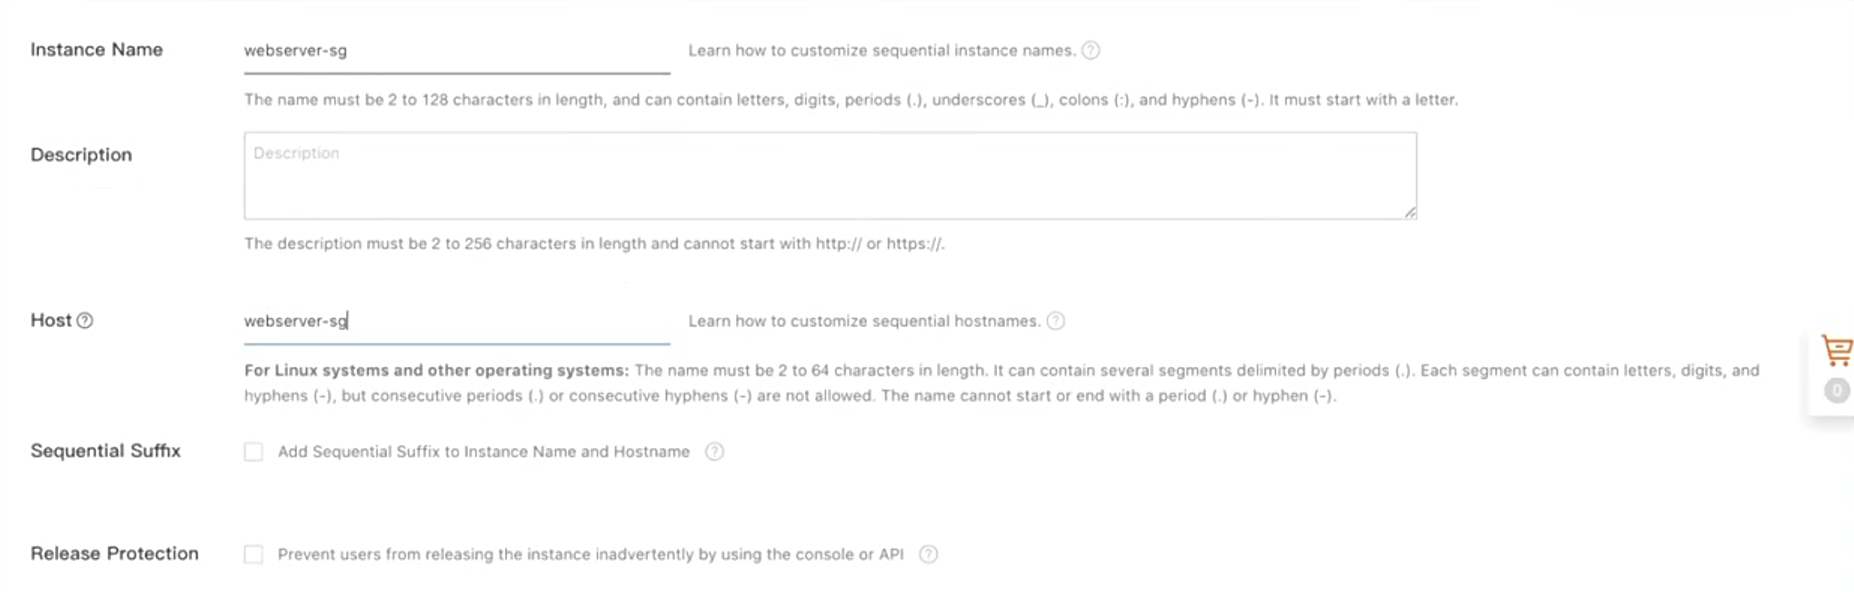 Instance Name
webserver-sg
Learn how to customize sequential instance names. ?
The name must be 2 to 128 characters in length, and can contain letters, digits, periods (.), underscores (_), colons (:), and hyphens (-). It must start with a letter.
Description
Description
The description must be 2 to 256 characters in length and cannot start with http:// or https://.
Host ?
webserver-sg
Learn how to customize sequential hostnames. ?
For Linux systems and other operating systems: The name must be 2 to 64 characters in length. It can contain several segments delimited by periods (.). Each segment can contain letters, digits, and
hyphens (-), but consecutive periods (.) or consecutive hyphens (-) are not allowed. The name cannot start or end with a period (.) or hyphen (-).
0
Sequential Suffix
Add Sequential Suffix to Instance Name and Hostname ?
Release Protection
Prevent users from releasing the instance inadvertently by using the console or API ?